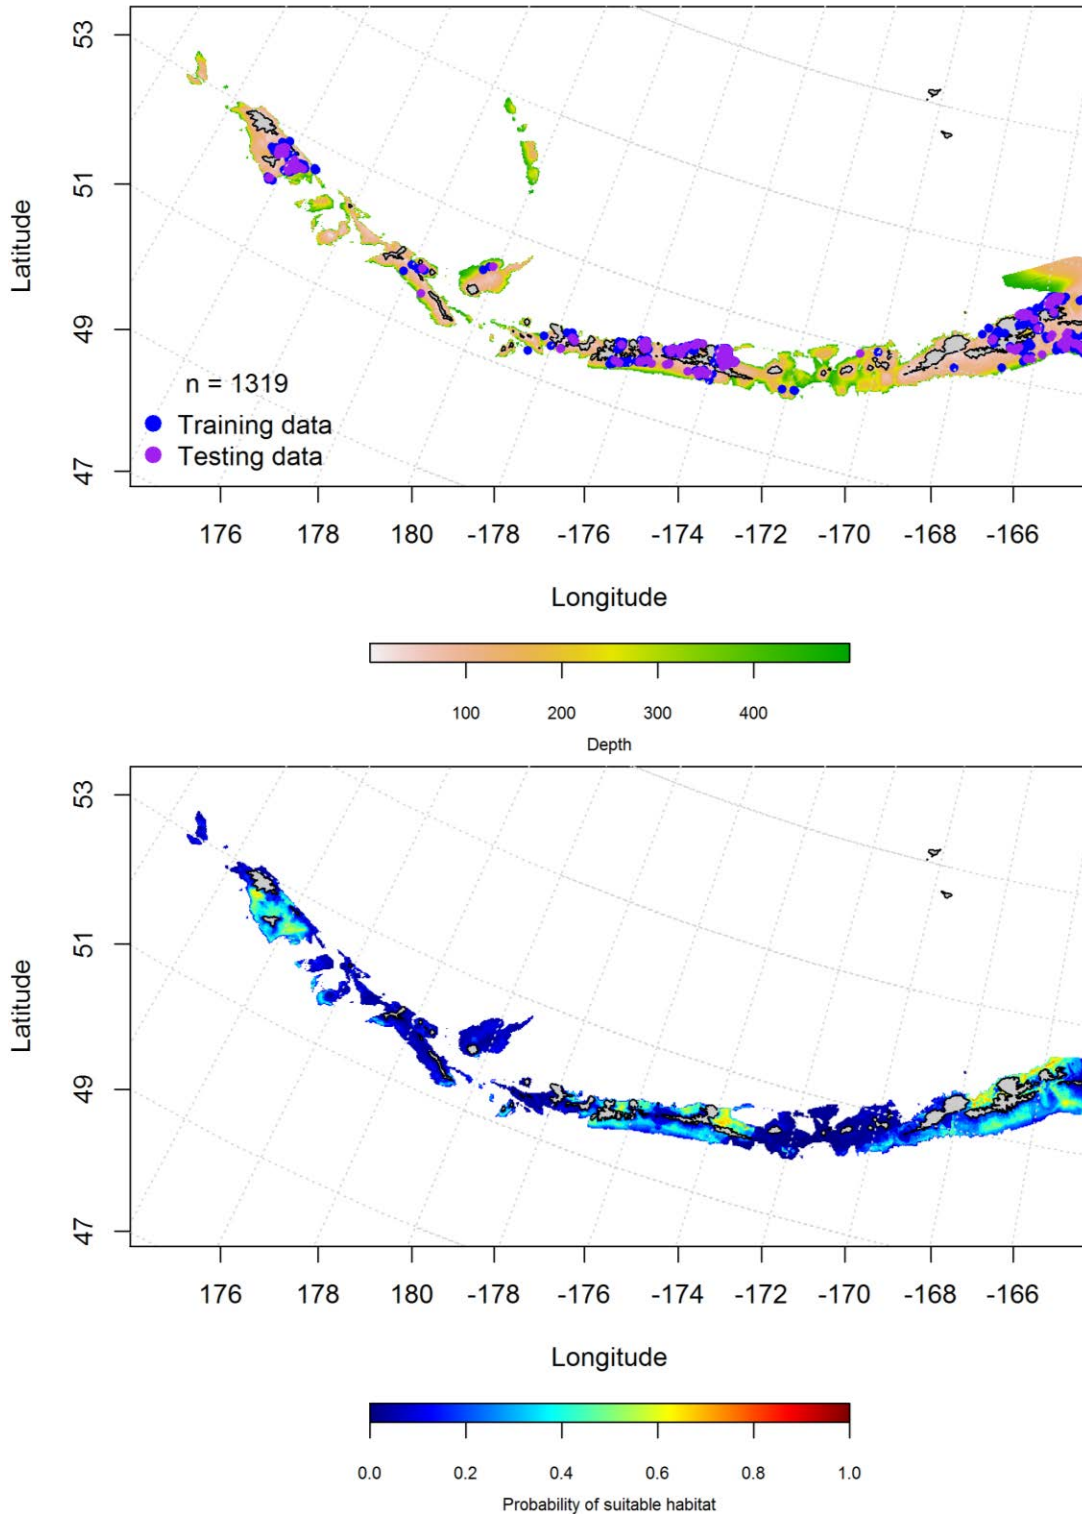 53
51
49
47
Latitude
n = 1319
Training data
Testing data
176 178 180 -178 -176 -174 -172 -170 -168 -166
Longitude
100 200 300 400
Depth
53
51
49
47
Latitude
176 178 180 -178 -176 -174 -172 -170 -168 -166
Longitude
0.0 0.2 0.4 0.6 0.8 1.0
Probability of suitable habitat